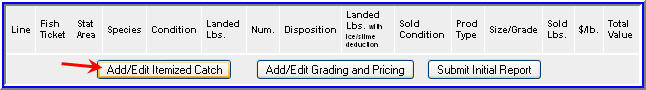 Line Fish Ticket Stat Area Species Condition Landed Lbs. Num. Disposition Landed Lbs. with ice/slime deduction Sold Condition Prod Type Size/Grade Sold Lbs. $/lb. Total Value
Add/Edit Itemized Catch Add/Edit Grading and Pricing Submit Initial Report